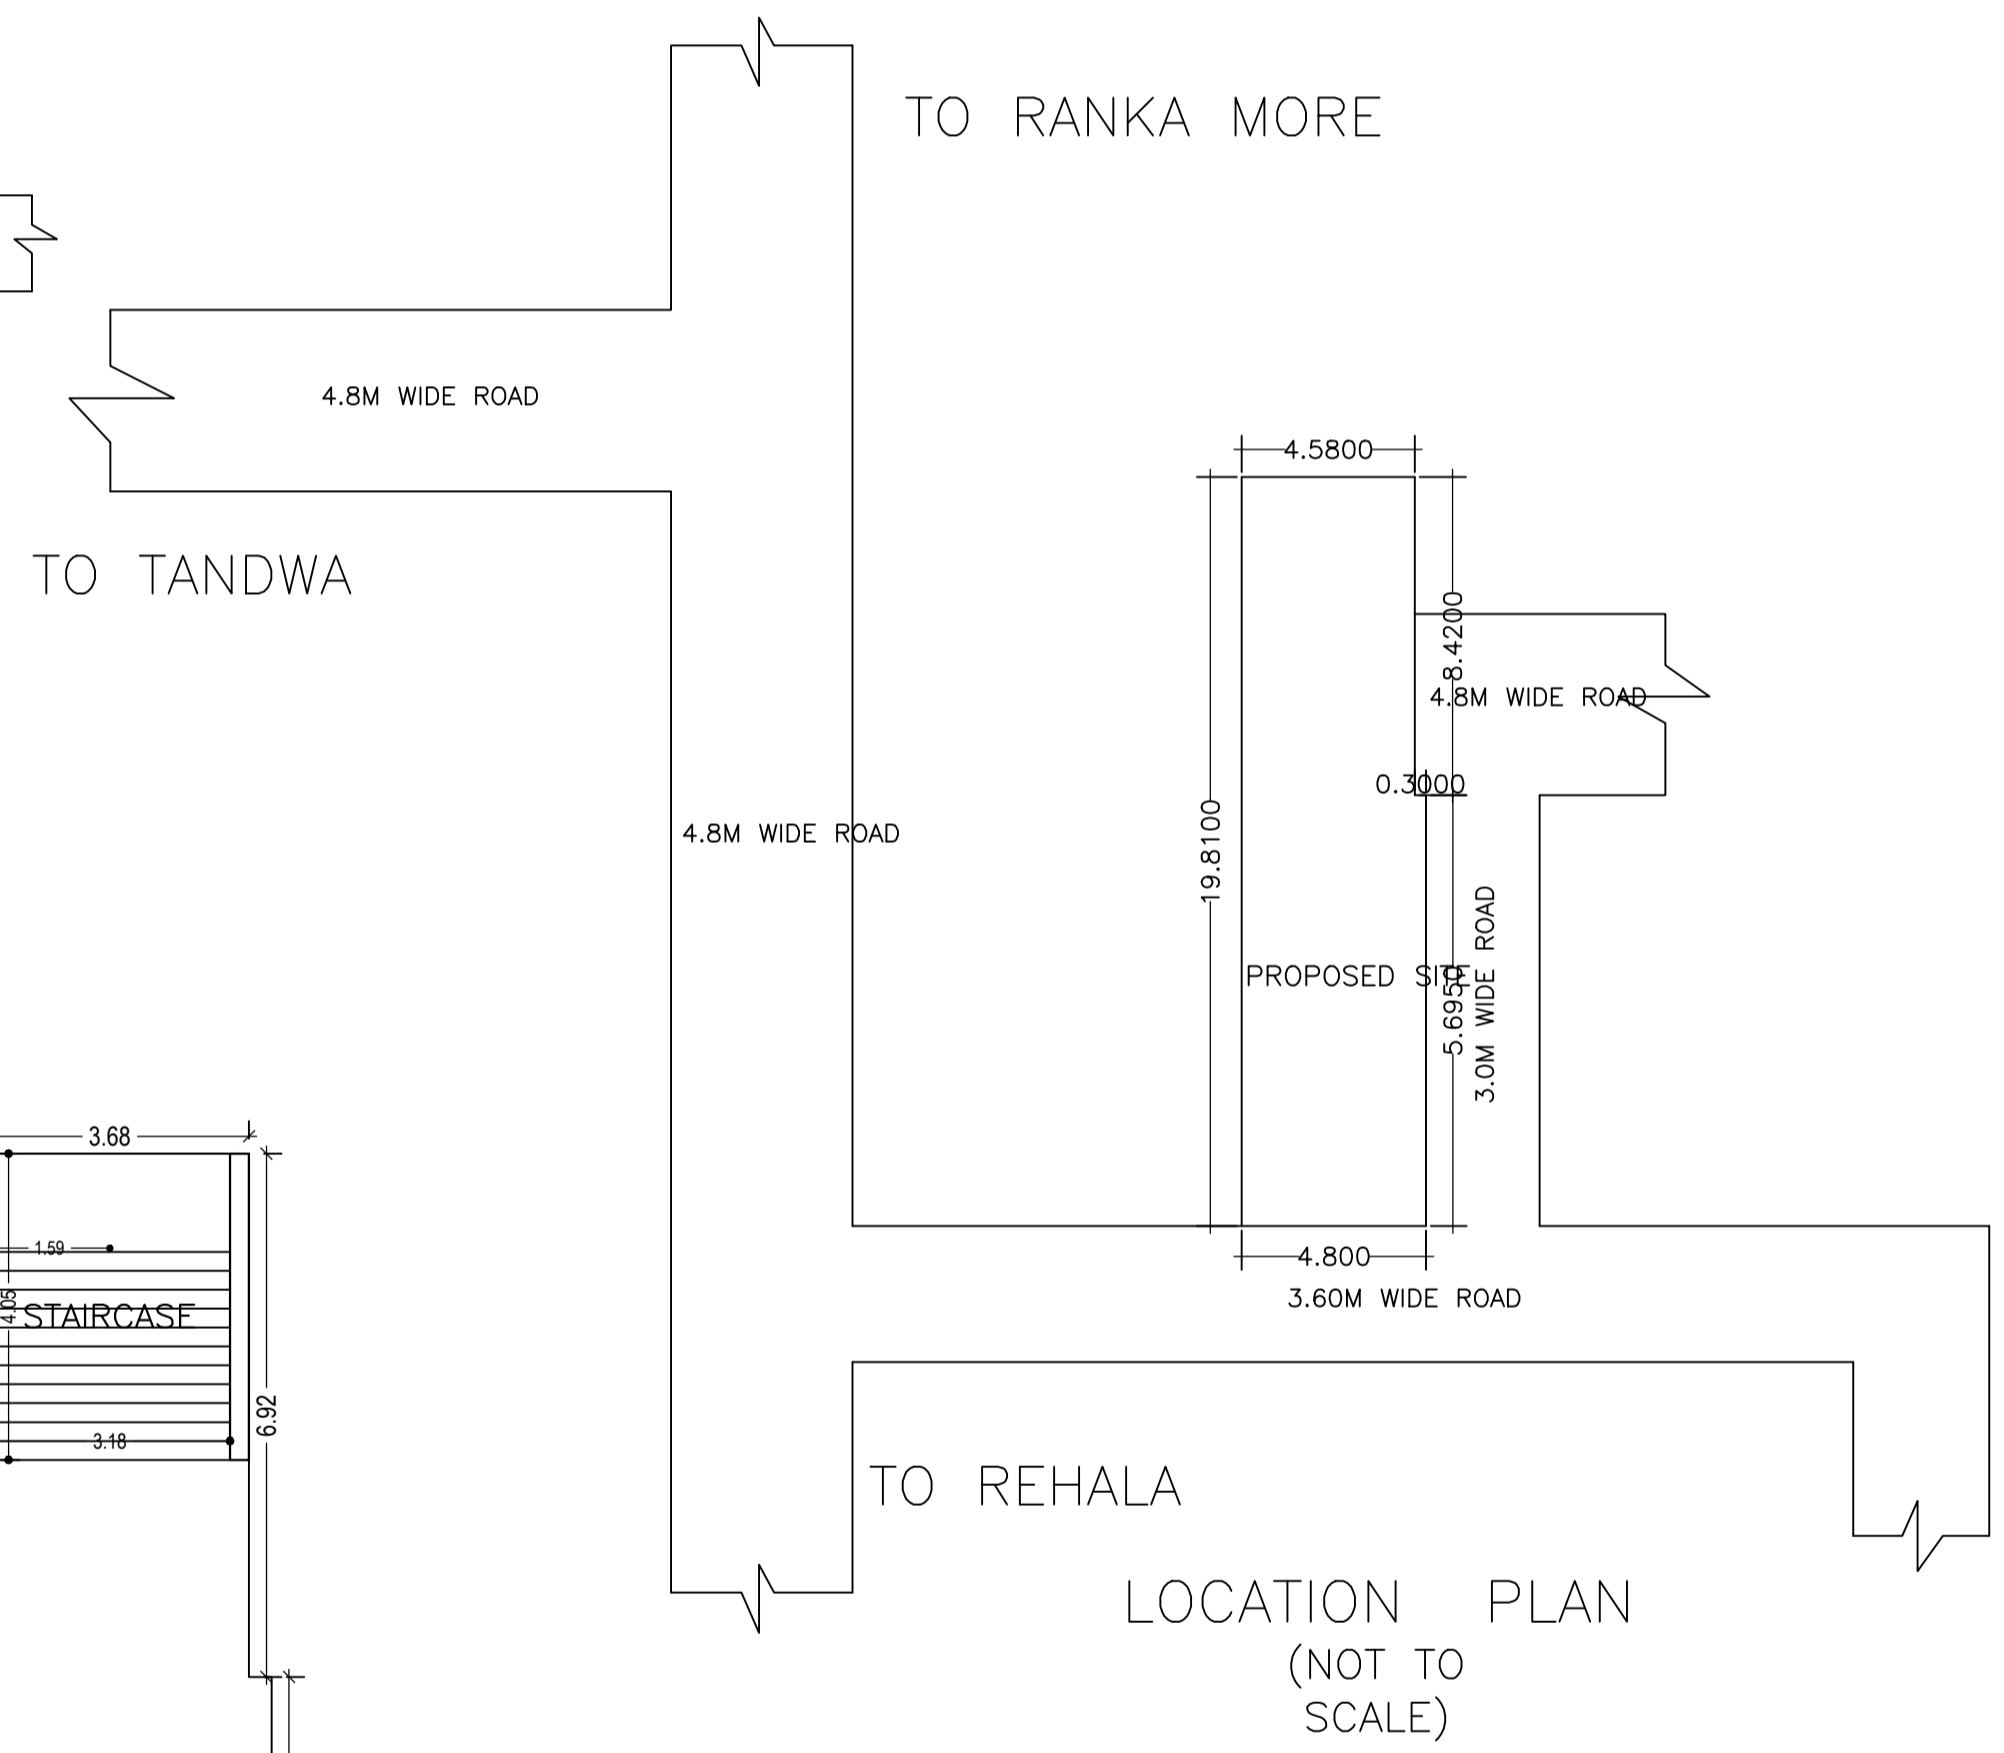 TO RANKA MORE
4.8M WIDE ROAD
4.5800
TO TANDWA
8.4200
4.8M WIDE ROAD
0.3000
4.8M WIDE ROAD
19.8100
PROPOSED SITE
5.6950
3.0M WIDE ROAD
3.68
1.59
4.800
3.60M WIDE ROAD
4.05
STAIRCASE
6.92
3.18
TO REHALA
LOCATION PLAN
(NOT TO
SCALE)